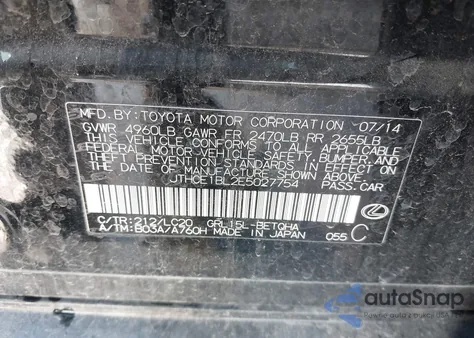 MFD. BY: TOYOTA MOTOR CORPORATION 07/14
GVWR 4960LB GAWR FR 2470LB RR 2655LB
THIS VEHICLE CONFORMS TO ALL APPLICABLE
FEDERAL MOTOR VEHICLE SAFETY, BUMPER, AND
THEFT PREVENTION STANDARDS IN EFFECT ON
THE DATE OF MANUFACTURE SHOWN ABOVE.
JTHCE1BL2E5027754 PASS. CAR
C/TR: 212/LC20 GRL15L-BETQHA
A/TM: B03A/A760H MADE IN JAPAN 055 C
autoSnap